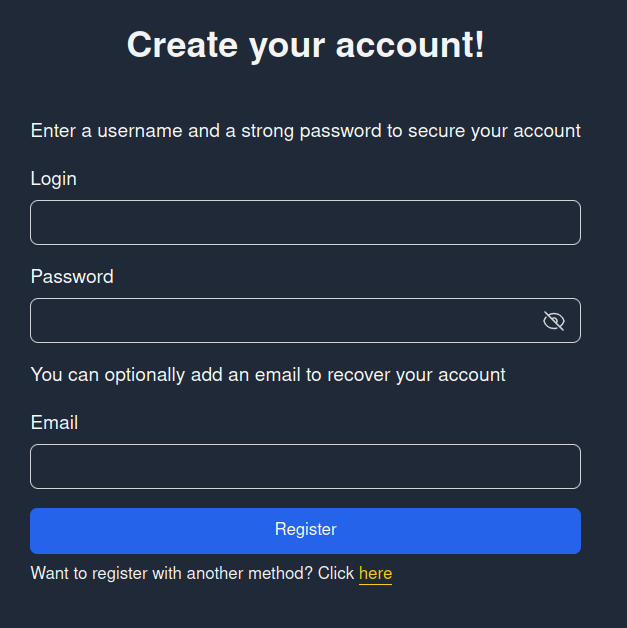 Create your account!
Enter a username and a strong password to secure your account
Login
Password
You can optionally add an email to recover your account
Email
Register
Want to register with another method? Click here